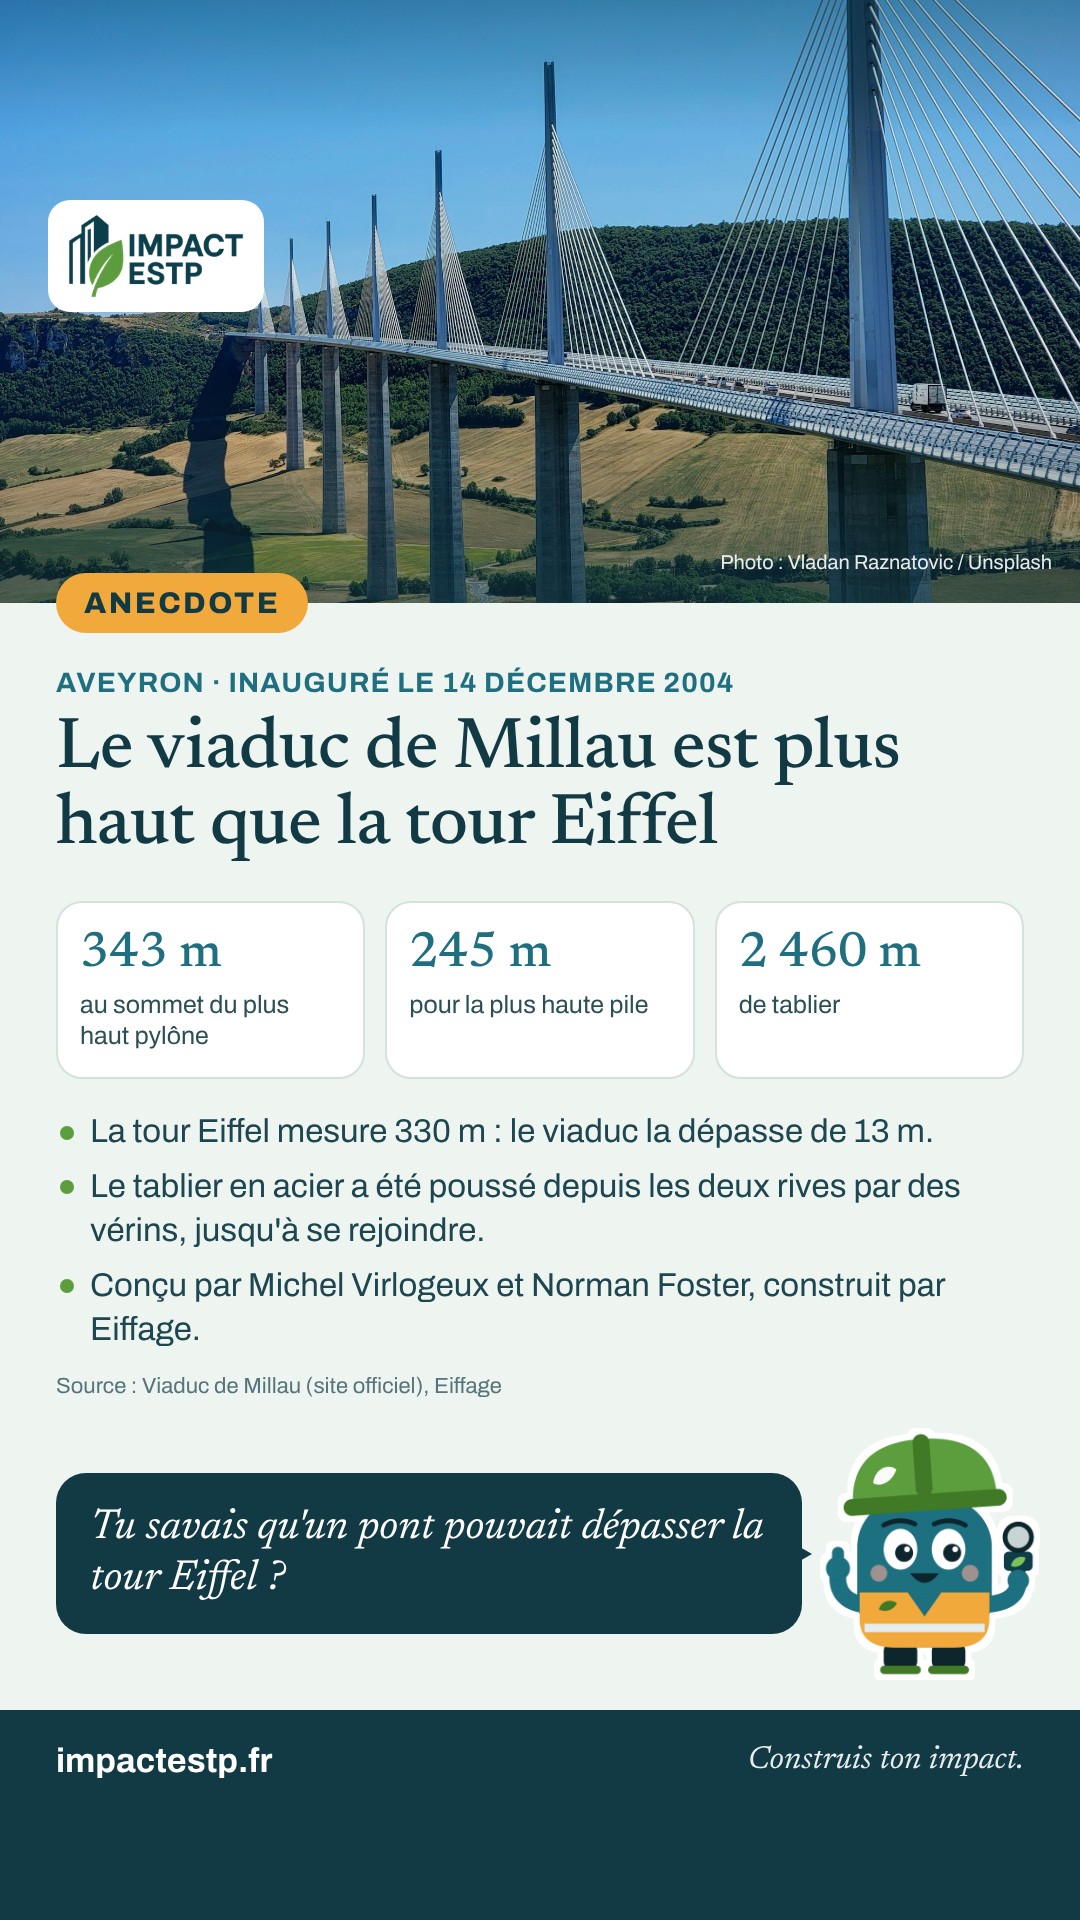 IMPACT
ESTP
Photo : Vladan Raznatovic / Unsplash
ANECDOTE
AVEYRON · INAUGURÉ LE 14 DÉCEMBRE 2004
Le viaduc de Millau est plus
haut que la tour Eiffel
343 m
au sommet du plus
haut pylône
245 m
pour la plus haute pile
2 460 m
de tablier
La tour Eiffel mesure 330 m : le viaduc la dépasse de 13 m.
Le tablier en acier a été poussé depuis les deux rives par des
vérins, jusqu'à se rejoindre.
Conçu par Michel Virlogeux et Norman Foster, construit par
Eiffage.
Source : Viaduc de Millau (site officiel), Eiffage
Tu savais qu'un pont pouvait dépasser la
tour Eiffel ?
impactestp.fr
Construis ton impact.